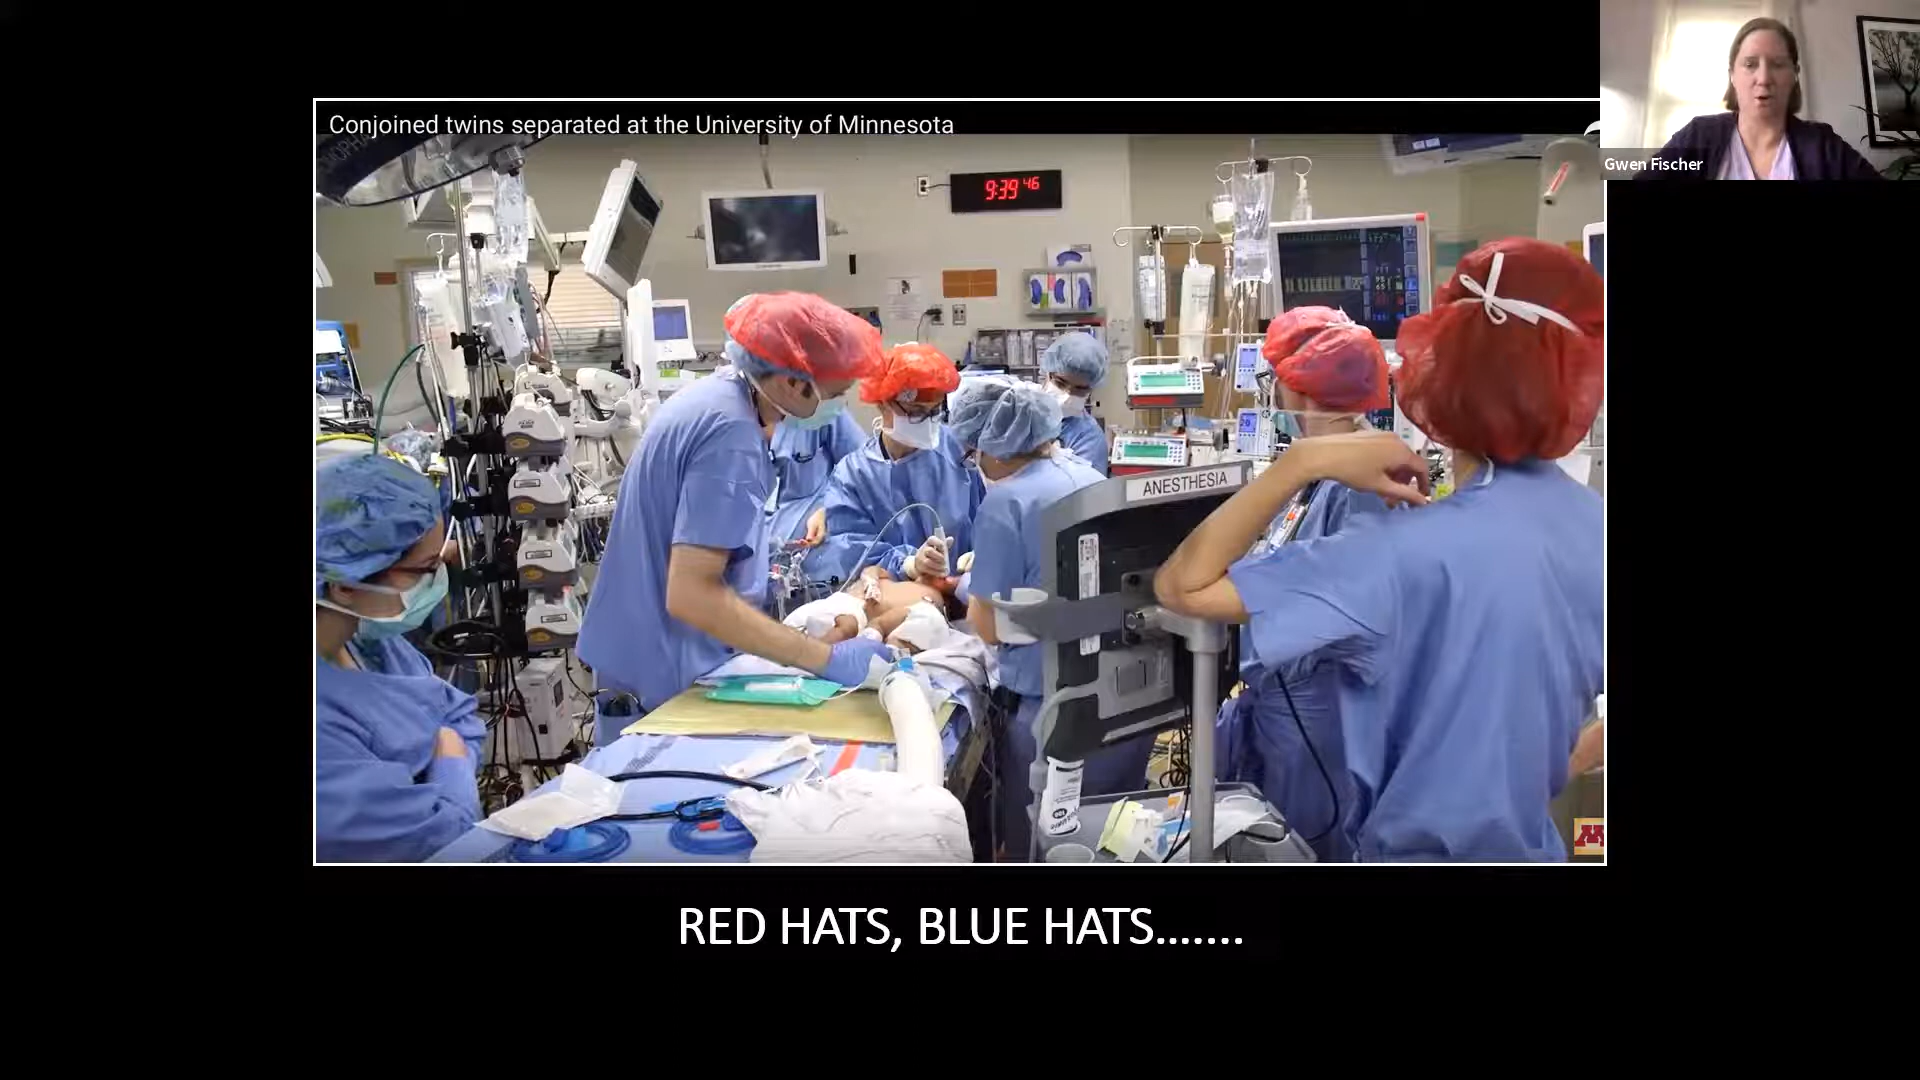 Conjoined twins separated at the University of Minnesota
Gwen Fischer
9:39 46
ANESTHESIA
RED HATS, BLUE HATS.......